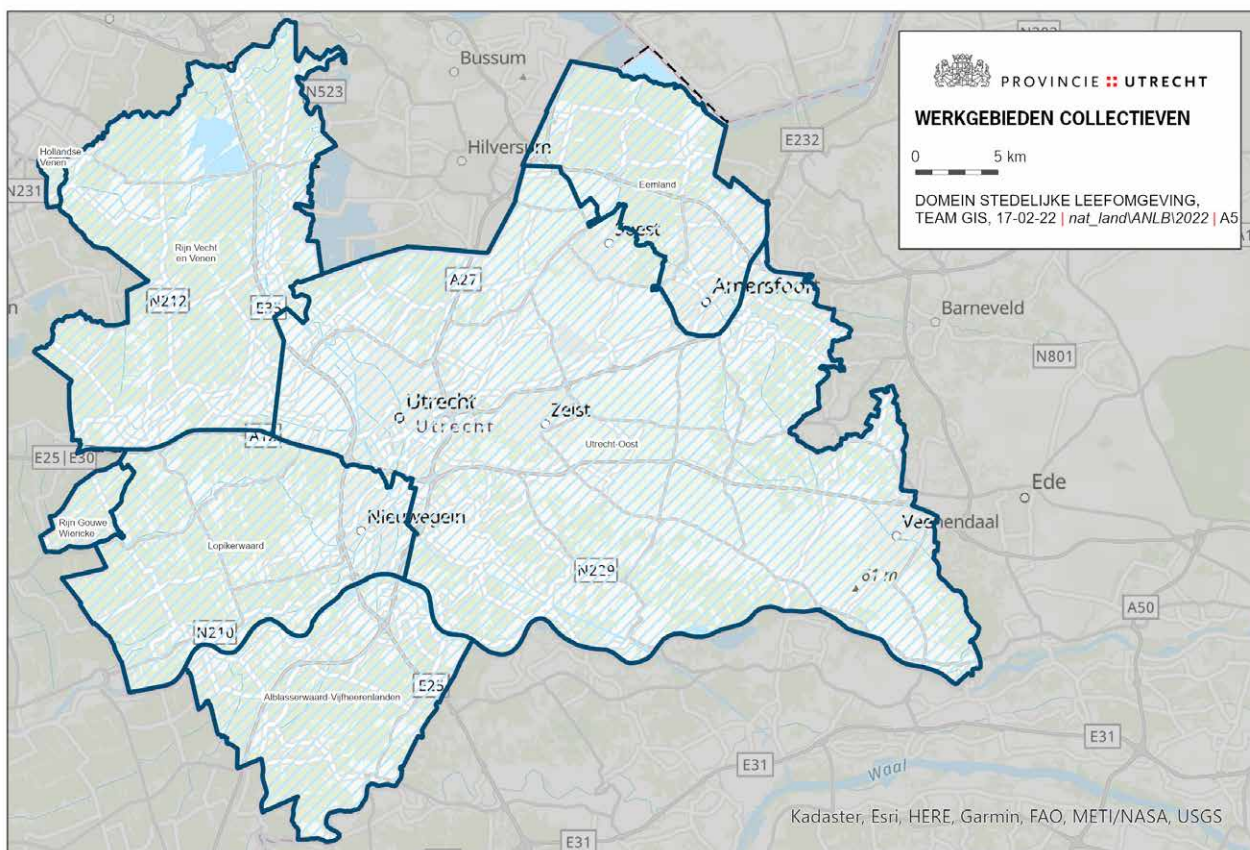 Bussum
N523
Hilversum
E232
Hollandse
Venen
N231
Eemland
Soest
Rijn Vecht
en Venen
A27
N212
E35
Amersfoort
Barneveld
N801
Utrecht
Utrecht
Zeist
Utrecht-Oost
A12
E25|E30
Ede
Rijn Gouwe
Wiericke
Nieuwegein
Veenendaal
Lopikerwaard
N229
61 m
A50
N210
Alblasserwaard-Vijfheerenlanden
E25
E31
E31
Waal
E31
PROVINCIE UTRECHT
WERKGEBIEDEN COLLECTIEVEN
0 5 km
DOMEIN STEDELIJKE LEEFOMGEVING,
TEAM GIS, 17-02-22 | nat_land\ANLB\2022 | A5
Kadaster, Esri, HERE, Garmin, FAO, METI/NASA, USGS